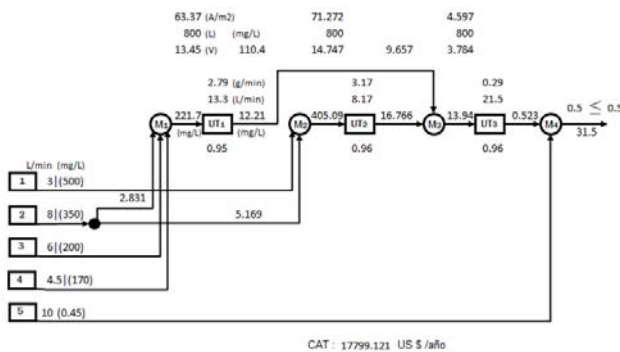 63.37 (A/m2) 71.272 4.597
800 (L) (mg/L) 800 800
13.45 (V) 110.4 14.747 9.657 3.784
2.79 (g/min) 3.17 0.29
13.3 (L/min) 8.17 21.5
M1 221.7 UT1 12.21 M2 405.09 UT2 16.766 M3 13.94 UT3 0.523 M4 0.5 ≤ 0.5
(mg/L) (mg/L) 31.5
0.95 0.96 0.96
L/min (mg/L)
1 3|(500)
2.831
2 8|(350) 5.169
3 6|(200)
4 4.5|(170)
5 10 (0.45)
CAT : 17799.121 US $ /año